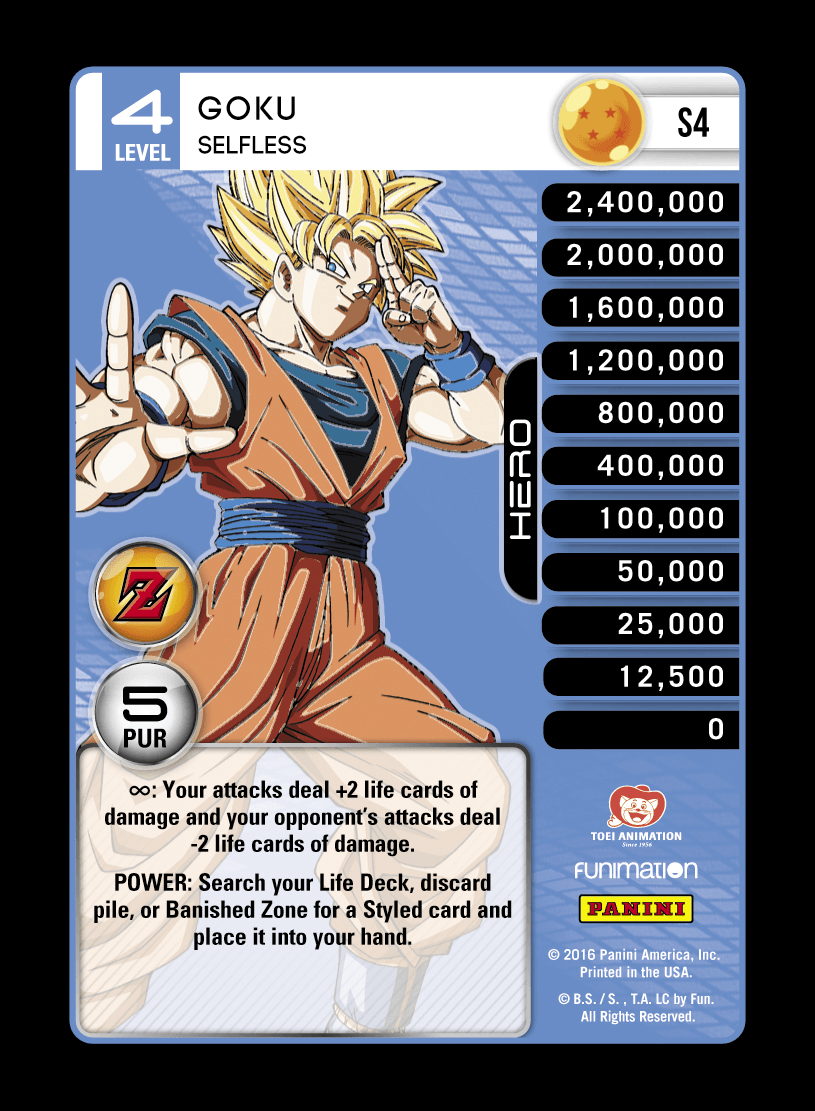 4
LEVEL
GOKU
SELFLESS
S4
2,400,000
2,000,000
1,600,000
1,200,000
800,000
400,000
100,000
50,000
25,000
12,500
0
HERO
Z
5
PUR
∞: Your attacks deal +2 life cards of
damage and your opponent's attacks deal
-2 life cards of damage.
POWER: Search your Life Deck, discard
pile, or Banished Zone for a Styled card and
place it into your hand.
TOEI ANIMATION
Since 1956
FUNIMATION
PANINI
© 2016 Panini America, Inc.
Printed in the USA.
© B.S. / S. , T.A. LC by Fun.
All Rights Reserved.